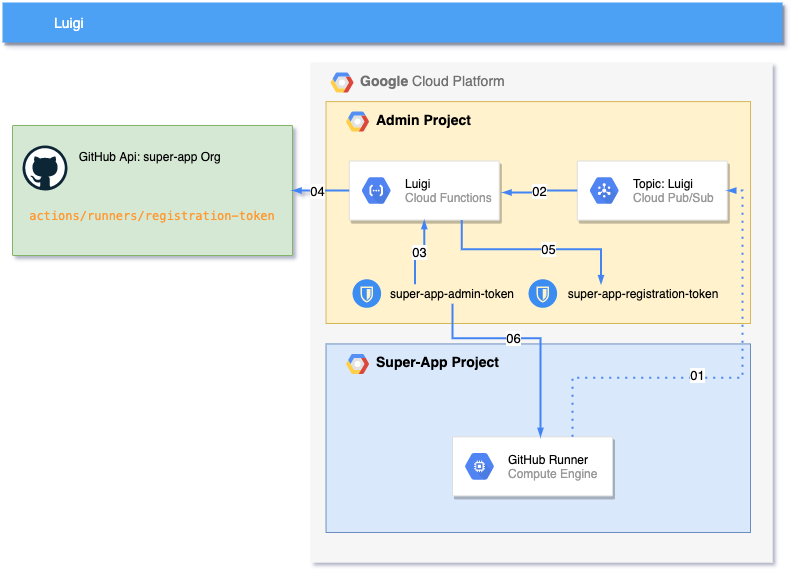 Luigi
Google Cloud Platform
Admin Project
GitHub Api: super-app Org
actions/runners/registration-token
04
Luigi
Cloud Functions
02
Topic: Luigi
Cloud Pub/Sub
03
05
super-app-admin-token
super-app-registration-token
06
Super-App Project
01
GitHub Runner
Compute Engine